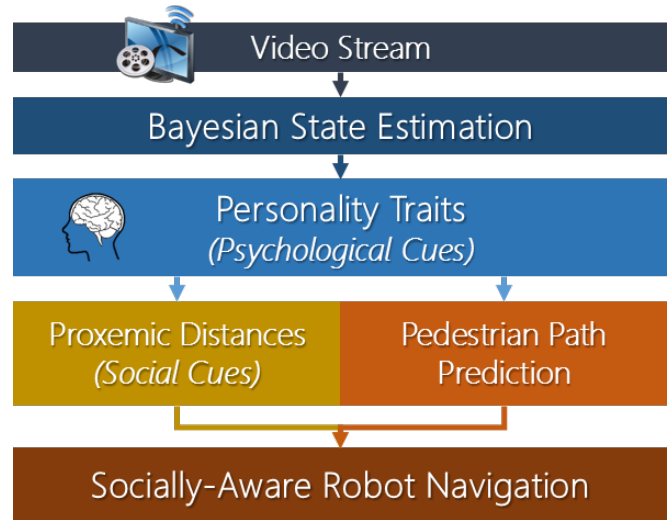 Video Stream
Bayesian State Estimation
Personality Traits
(Psychological Cues)
Proxemic Distances
(Social Cues)
Pedestrian Path
Prediction
Socially-Aware Robot Navigation